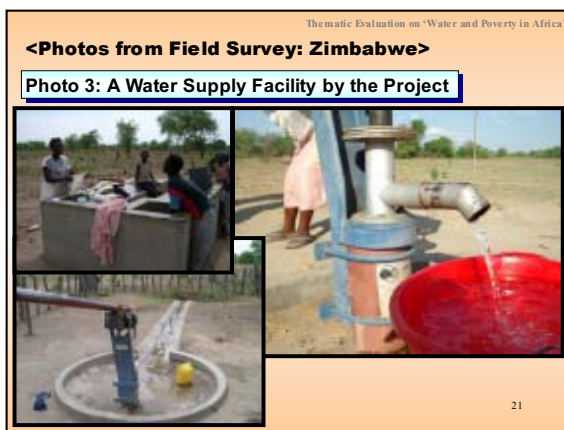 Thematic Evaluation on ‘Water and Poverty in Africa’
<Photos from Field Survey: Zimbabwe>
Photo 3: A Water Supply Facility by the Project
21